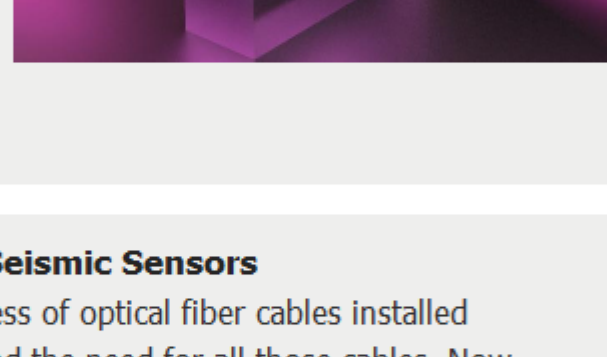 Seismic Sensors
ess of optical fiber cables installed
the need for all those cables. Now